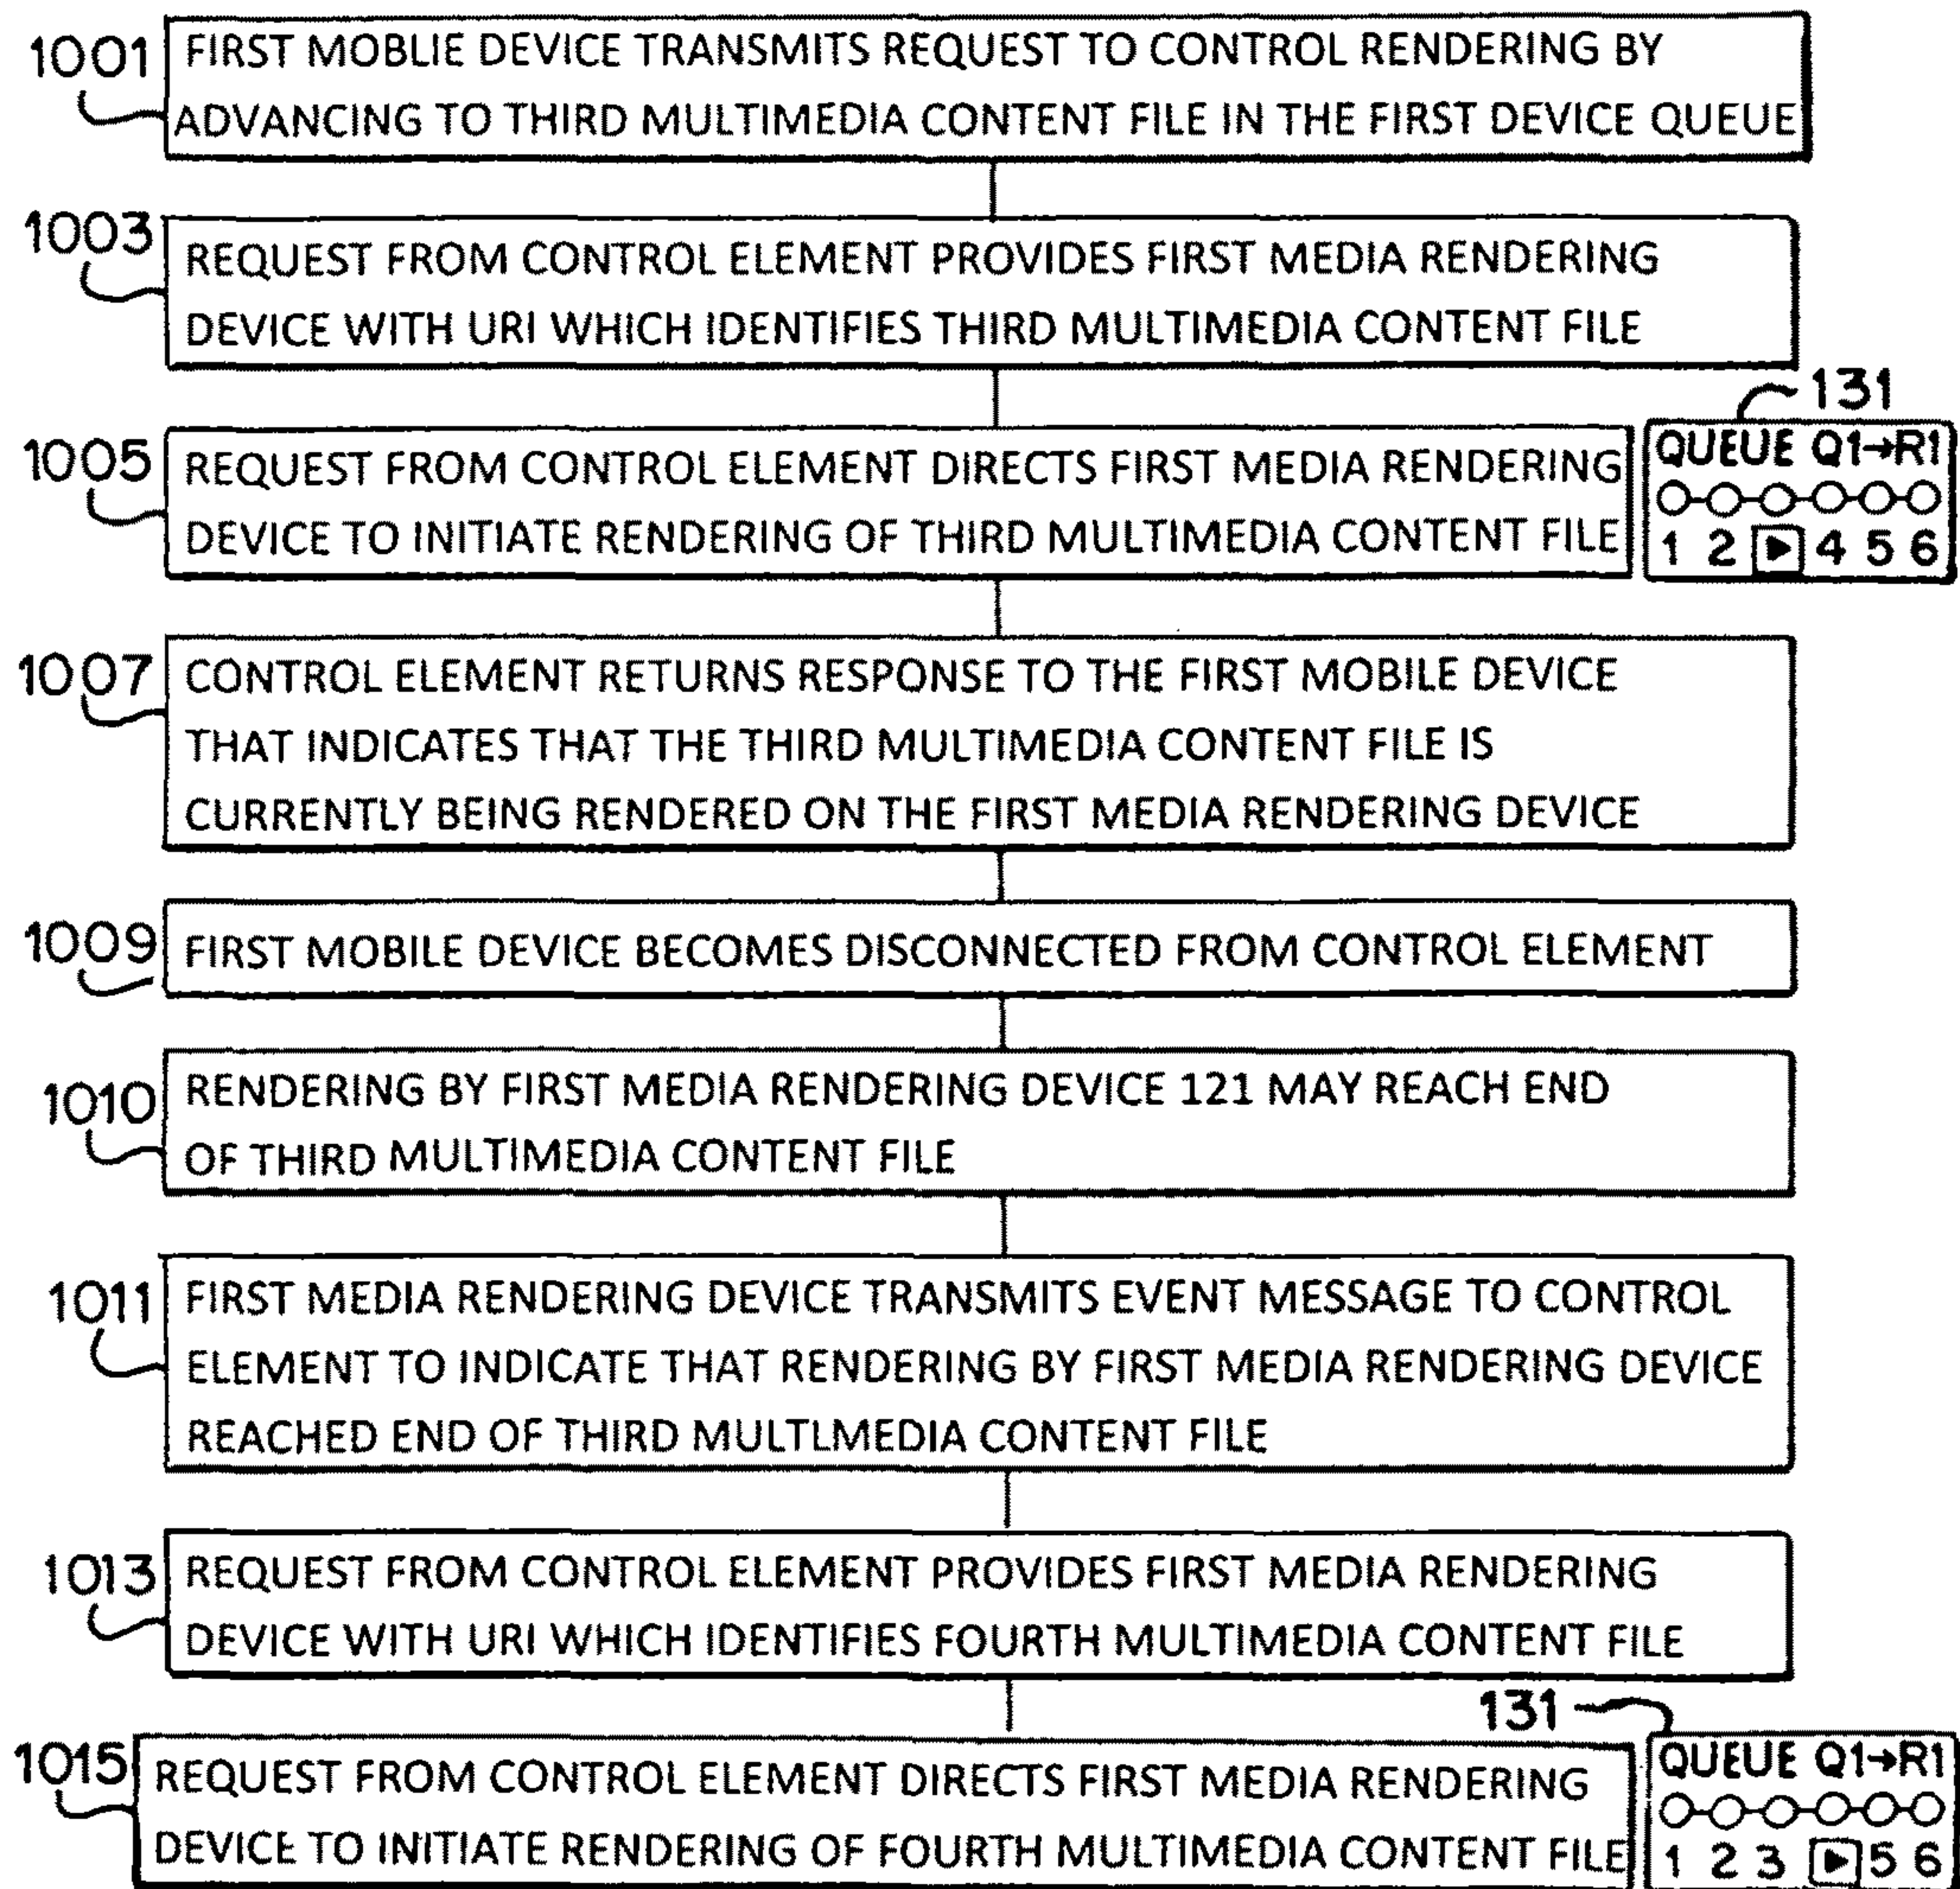 1001 FIRST MOBLIE DEVICE TRANSMITS REQUEST TO CONTROL RENDERING BY
ADVANCING TO THIRD MULTIMEDIA CONTENT FILE IN THE FIRST DEVICE QUEUE
1003 REQUEST FROM CONTROL ELEMENT PROVIDES FIRST MEDIA RENDERING
DEVICE WITH URI WHICH IDENTIFIES THIRD MULTIMEDIA CONTENT FILE
1005 REQUEST FROM CONTROL ELEMENT DIRECTS FIRST MEDIA RENDERING
DEVICE TO INITIATE RENDERING OF THIRD MULTIMEDIA CONTENT FILE
131
QUEUE Q1→R1
1 2 ▶ 4 5 6
1007 CONTROL ELEMENT RETURNS RESPONSE TO THE FIRST MOBILE DEVICE
THAT INDICATES THAT THE THIRD MULTIMEDIA CONTENT FILE IS
CURRENTLY BEING RENDERED ON THE FIRST MEDIA RENDERING DEVICE
1009 FIRST MOBILE DEVICE BECOMES DISCONNECTED FROM CONTROL ELEMENT
1010 RENDERING BY FIRST MEDIA RENDERING DEVICE 121 MAY REACH END
OF THIRD MULTIMEDIA CONTENT FILE
1011 FIRST MEDIA RENDERING DEVICE TRANSMITS EVENT MESSAGE TO CONTROL
ELEMENT TO INDICATE THAT RENDERING BY FIRST MEDIA RENDERING DEVICE
REACHED END OF THIRD MULTLMEDIA CONTENT FILE
1013 REQUEST FROM CONTROL ELEMENT PROVIDES FIRST MEDIA RENDERING
DEVICE WITH URI WHICH IDENTIFIES FOURTH MULTIMEDIA CONTENT FILE
1015 REQUEST FROM CONTROL ELEMENT DIRECTS FIRST MEDIA RENDERING
DEVICE TO INITIATE RENDERING OF FOURTH MULTIMEDIA CONTENT FILE
131
QUEUE Q1→R1
1 2 3 ▶ 5 6